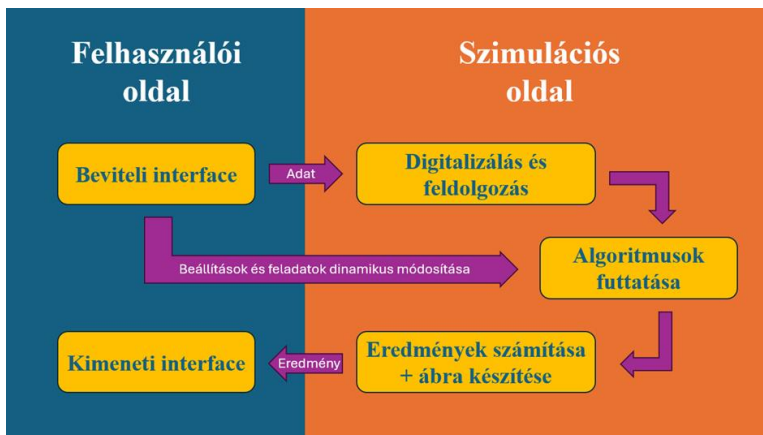 Felhasználói
oldal
Szimulációs
oldal
Beviteli interface
Adat
Digitalizálás és
feldolgozás
Beállítások és feladatok dinamikus módosítása
Algoritmusok
futtatása
Kimeneti interface
Eredmény
Eredmények számítása
+ ábra készítése